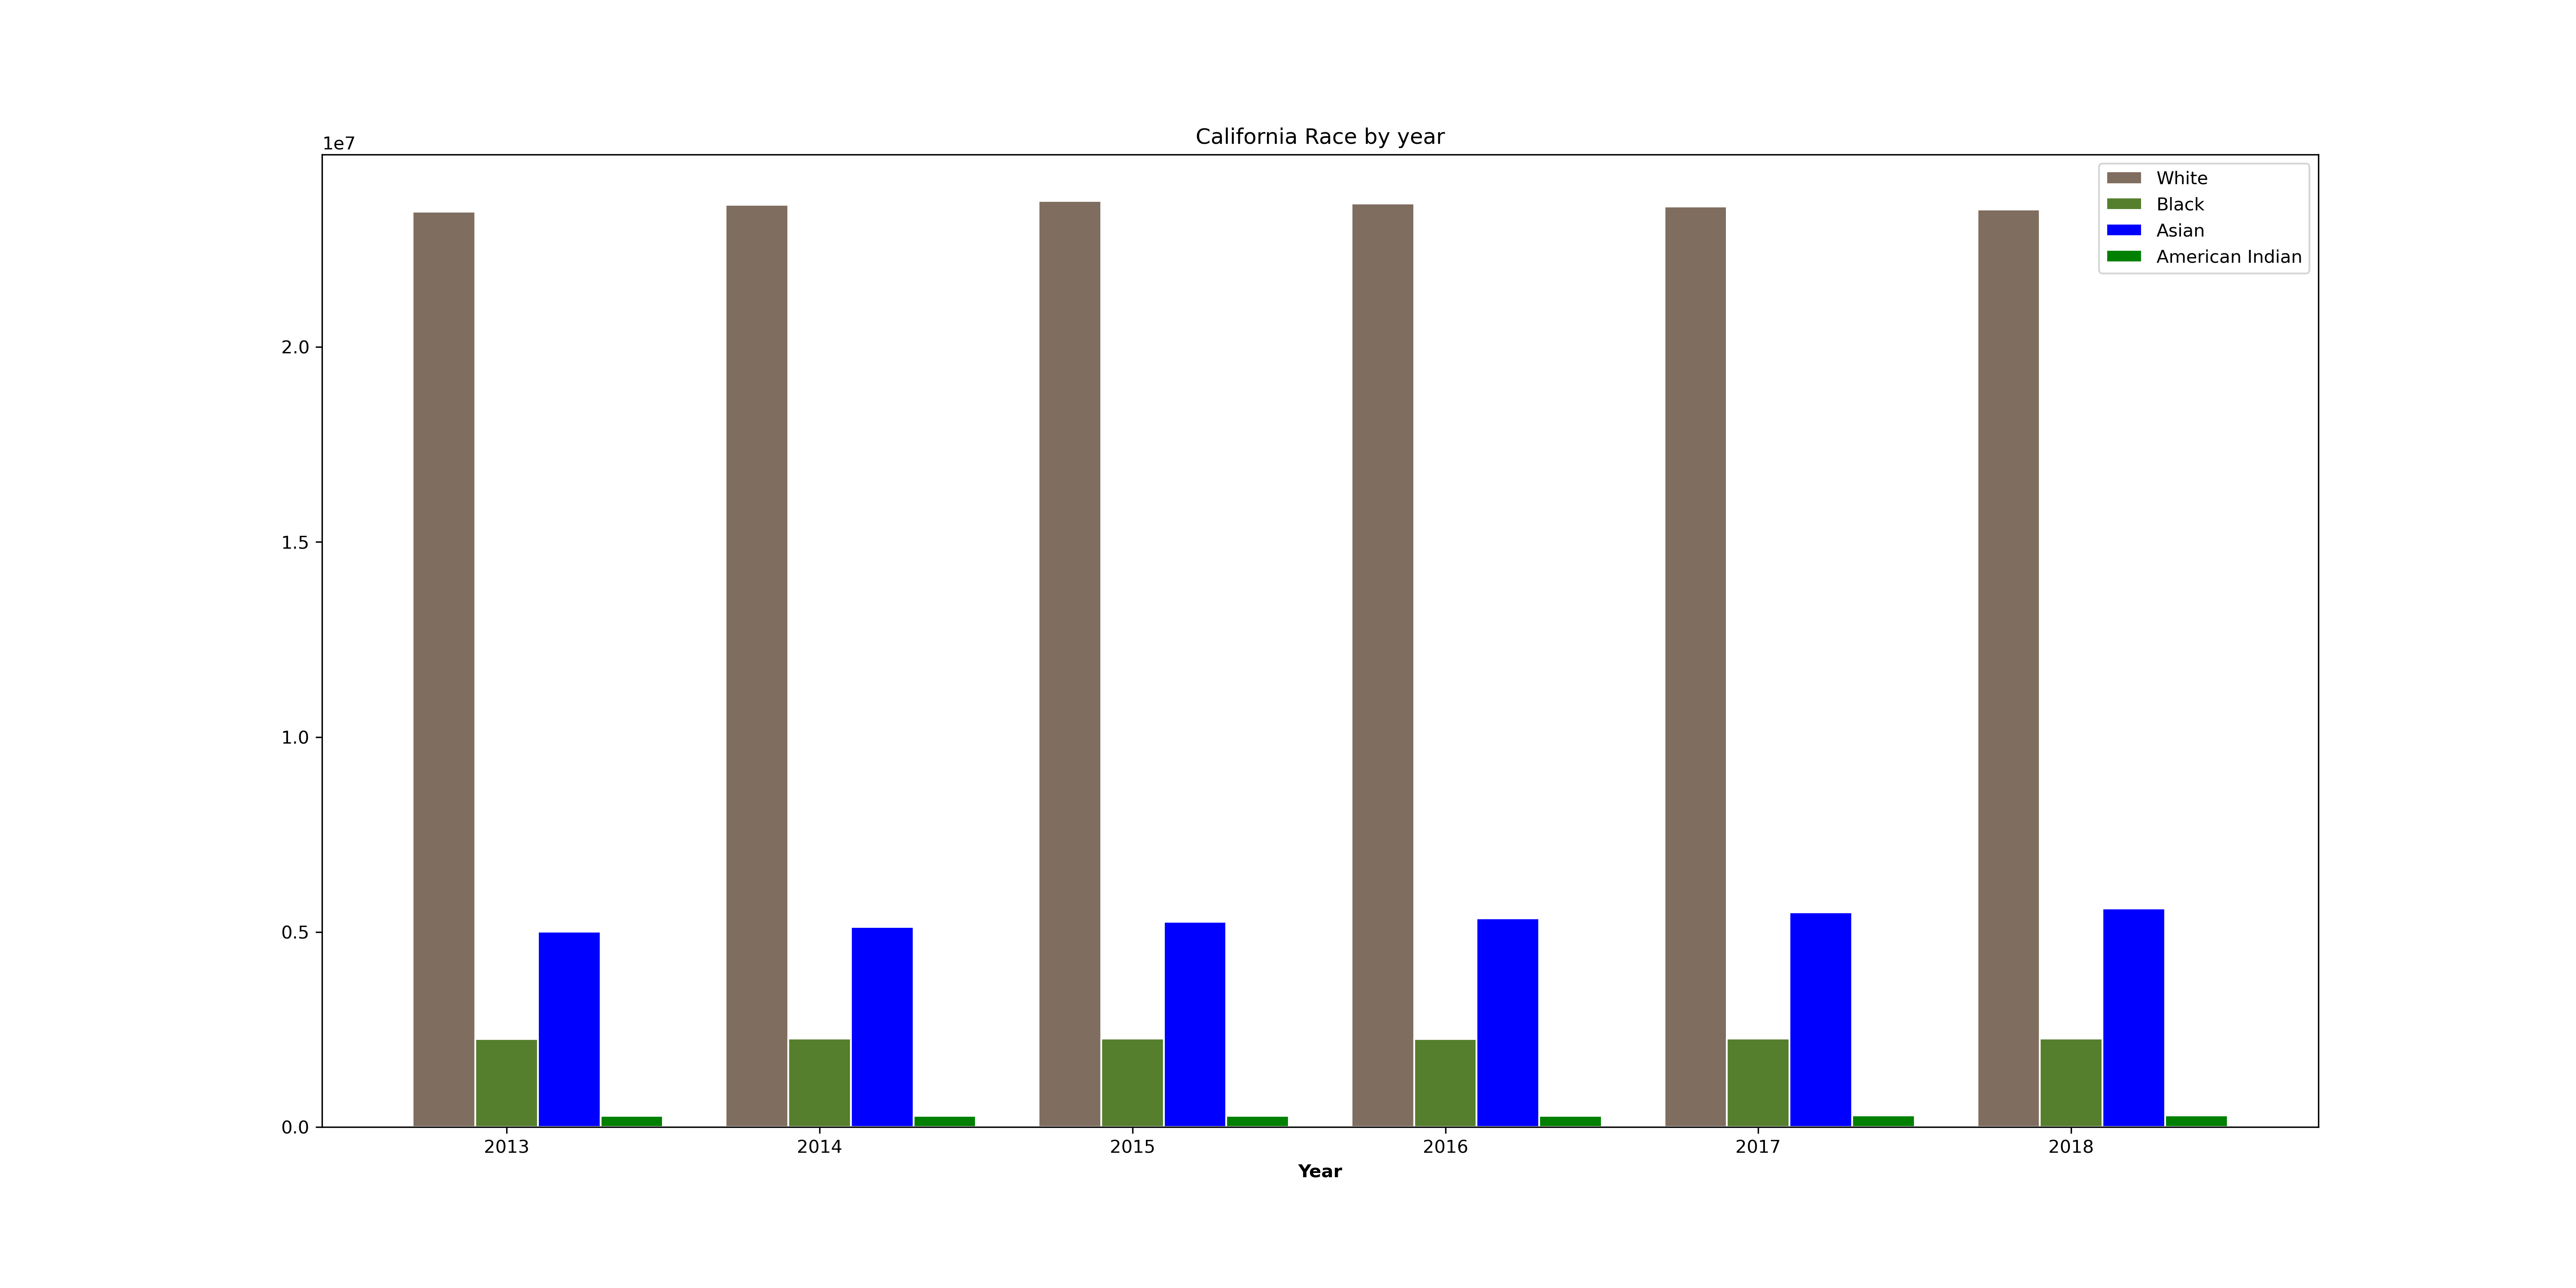 California Race by year
1e7
White
Black
Asian
American Indian
2.0
1.5
1.0
0.5
0.0
2013 2014 2015 2016 2017 2018
Year